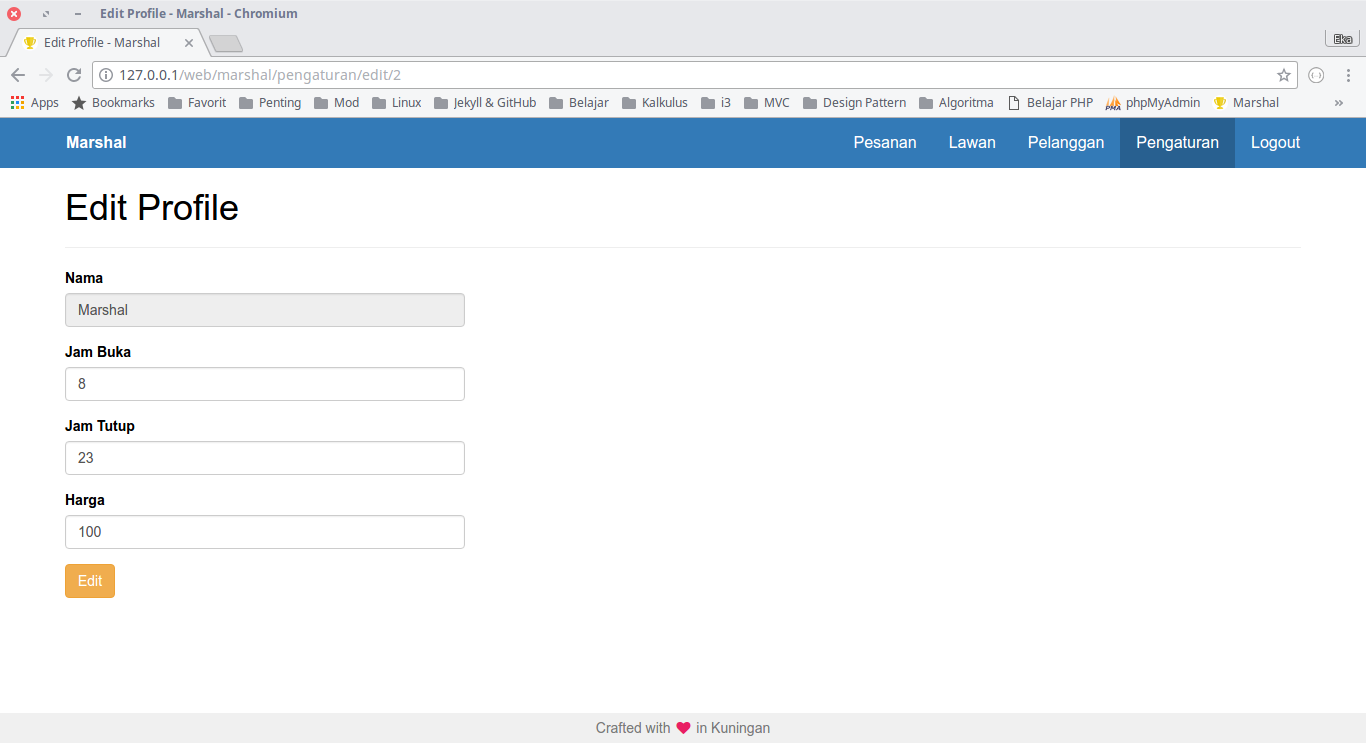 Edit Profile - Marshal - Chromium
Edit Profile - Marshal
Eka
127.0.0.1/web/marshal/pengaturan/edit/2
Apps Bookmarks Favorit Penting Mod Linux Jekyll & GitHub Belajar Kalkulus i3 MVC Design Pattern Algoritma Belajar PHP PMA phpMyAdmin Marshal »
Marshal Pesanan Lawan Pelanggan Pengaturan Logout
Edit Profile
Nama
Marshal
Jam Buka
8
Jam Tutup
23
Harga
100
Edit
Crafted with ♥ in Kuningan